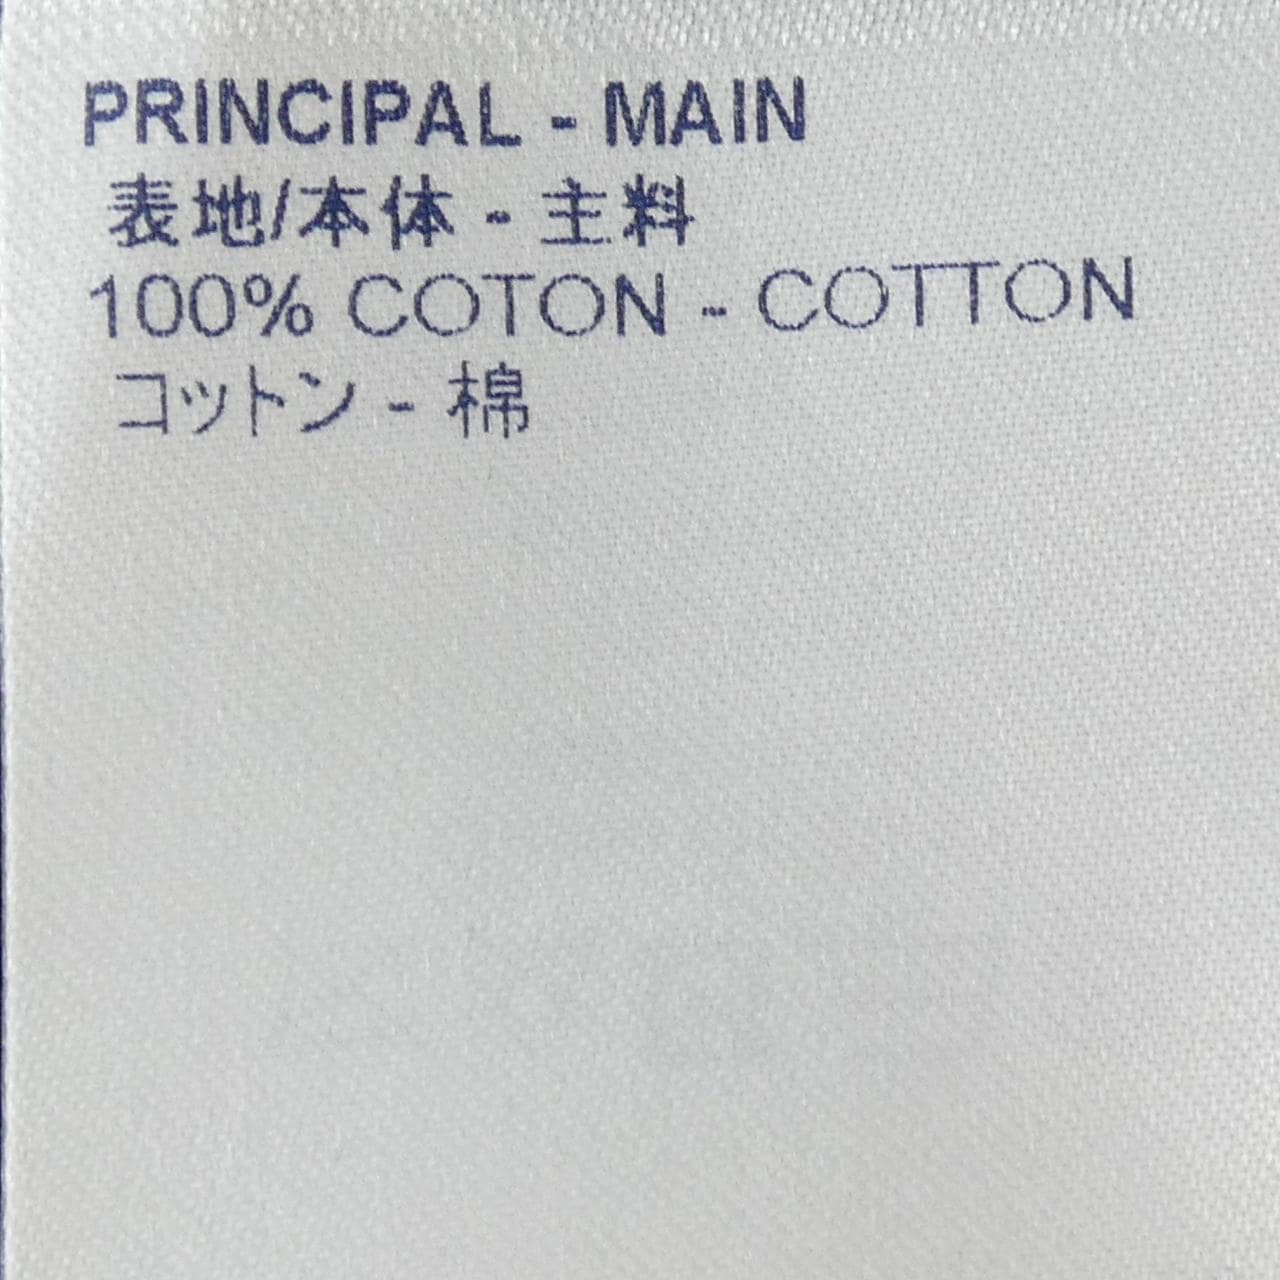 PRINCIPAL - MAIN
表地/本体 - 主料
100% COTON - COTTON
コットン - 棉